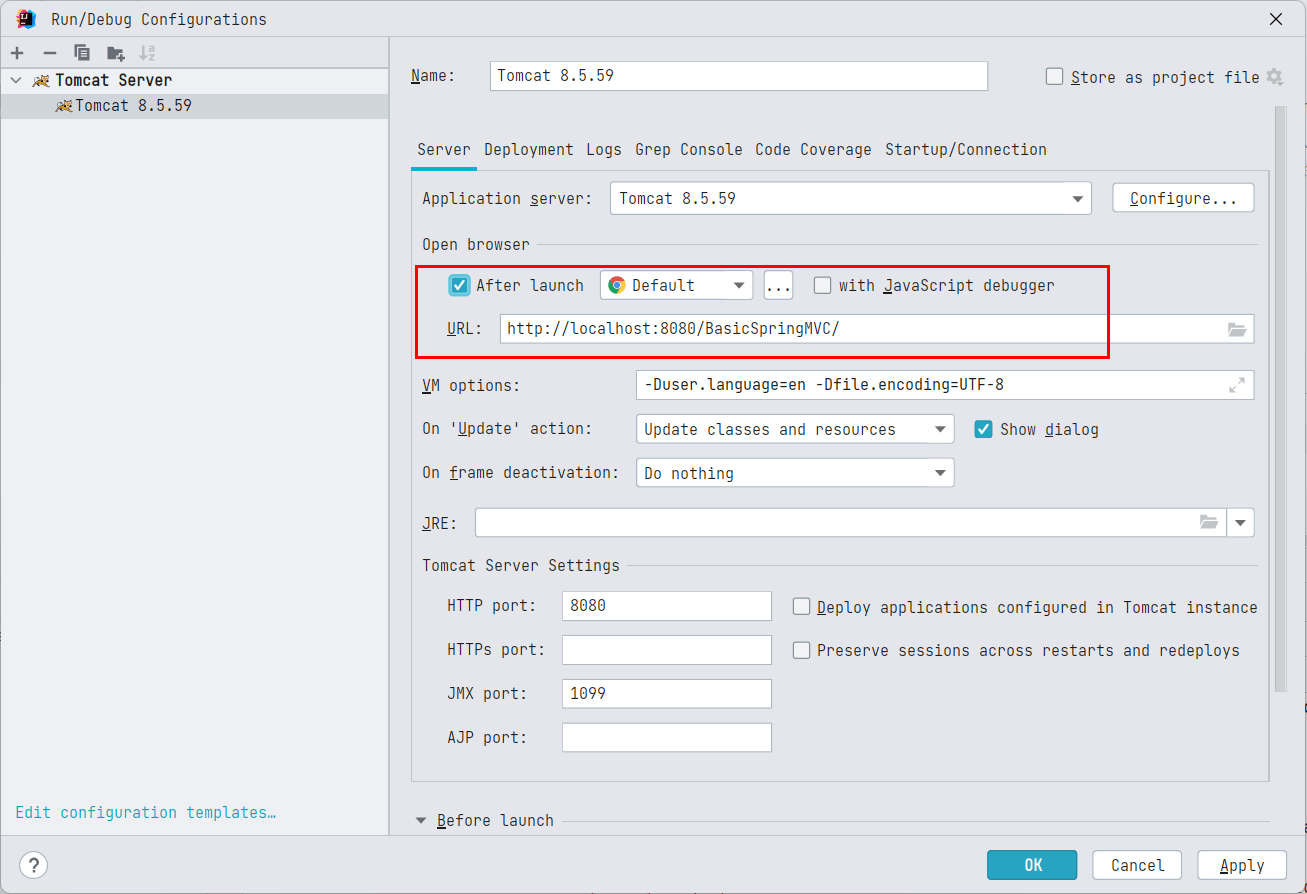 Run/Debug Configurations
Tomcat Server
Tomcat 8.5.59
Edit configuration templates…
Name: Tomcat 8.5.59 Store as project file
Server Deployment Logs Grep Console Code Coverage Startup/Connection
Application server: Tomcat 8.5.59 Configure...
Open browser
After launch Default ... with JavaScript debugger
URL: http://localhost:8080/BasicSpringMVC/
VM options: -Duser.language=en -Dfile.encoding=UTF-8
On 'Update' action: Update classes and resources Show dialog
On frame deactivation: Do nothing
JRE:
Tomcat Server Settings
HTTP port: 8080 Deploy applications configured in Tomcat instance
HTTPs port: Preserve sessions across restarts and redeploys
JMX port: 1099
AJP port:
Before launch
? OK Cancel Apply